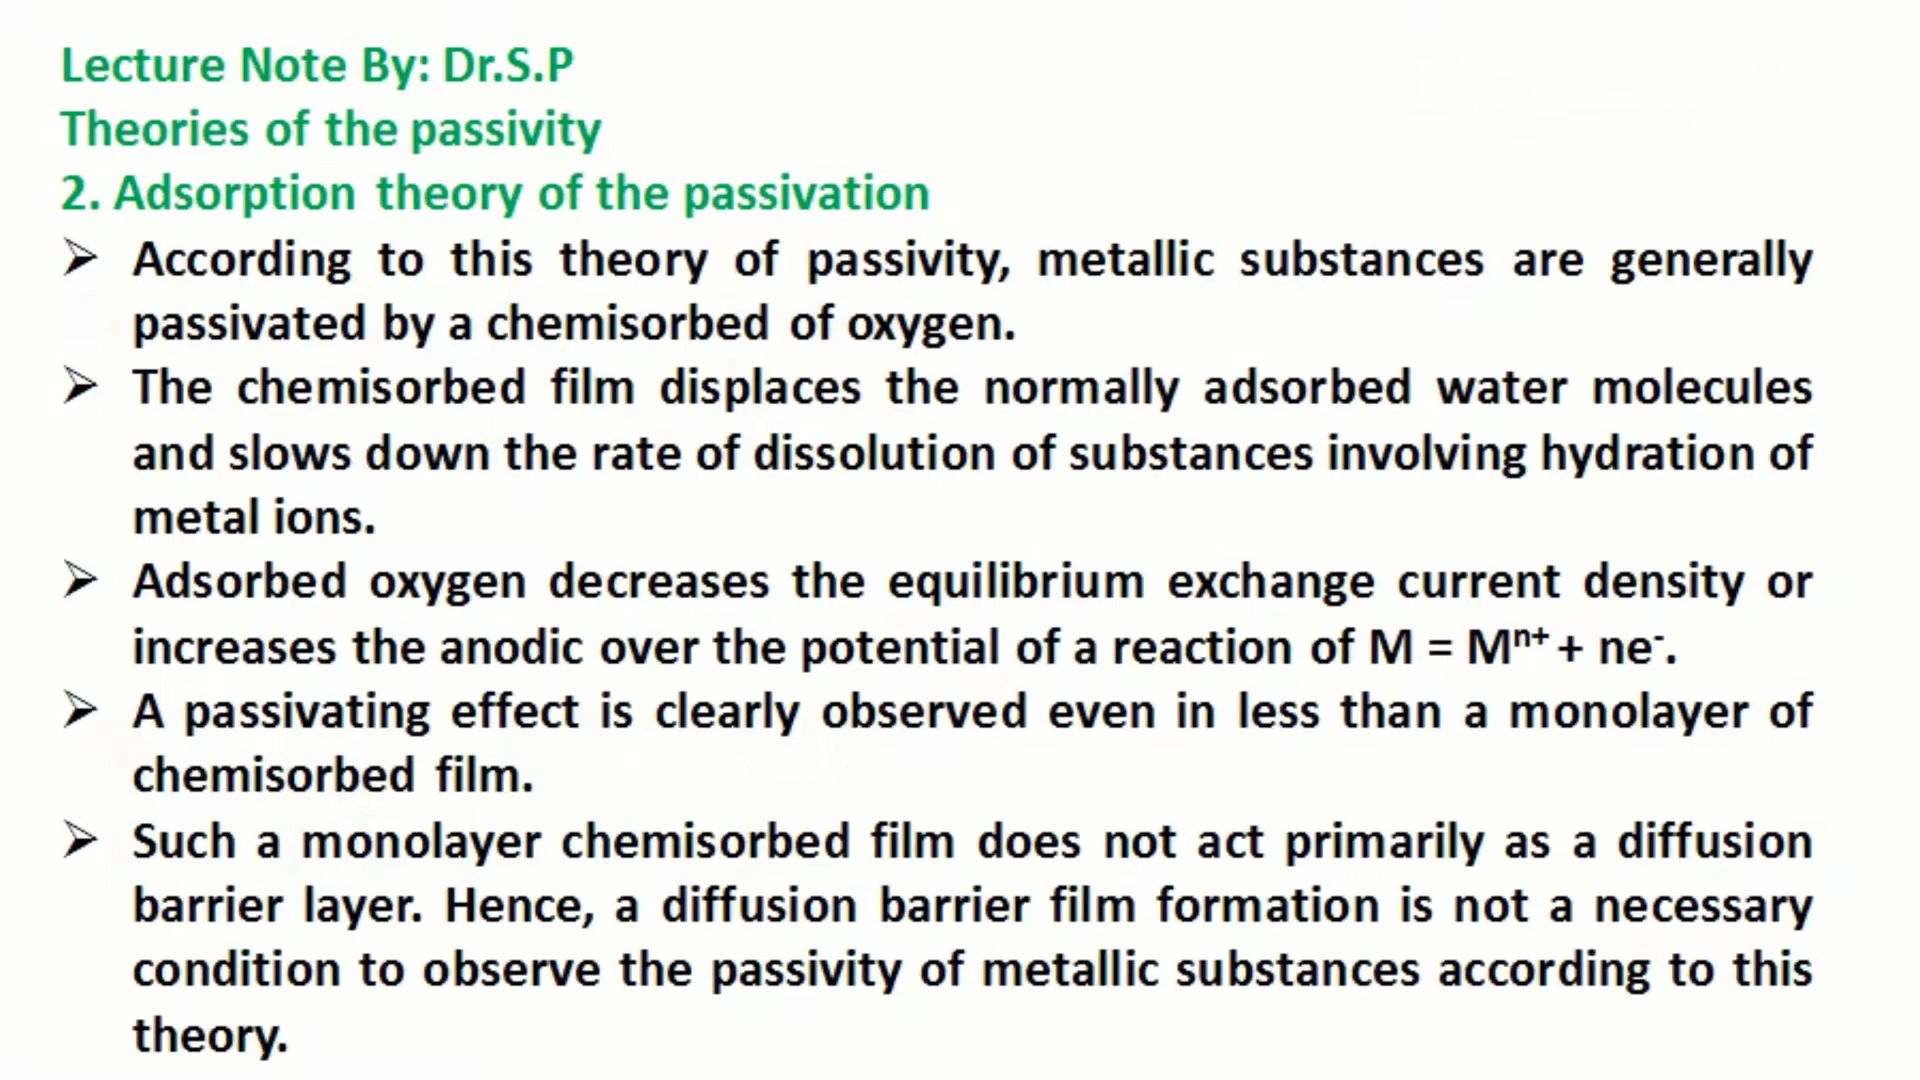 Lecture Note By: Dr.S.P
Theories of the passivity
2. Adsorption theory of the passivation
➢ According to this theory of passivity, metallic substances are generally
passivated by a chemisorbed of oxygen.
➢ The chemisorbed film displaces the normally adsorbed water molecules
and slows down the rate of dissolution of substances involving hydration of
metal ions.
➢ Adsorbed oxygen decreases the equilibrium exchange current density or
increases the anodic over the potential of a reaction of M = Mⁿ⁺ + ne⁻.
➢ A passivating effect is clearly observed even in less than a monolayer of
chemisorbed film.
➢ Such a monolayer chemisorbed film does not act primarily as a diffusion
barrier layer. Hence, a diffusion barrier film formation is not a necessary
condition to observe the passivity of metallic substances according to this
theory.